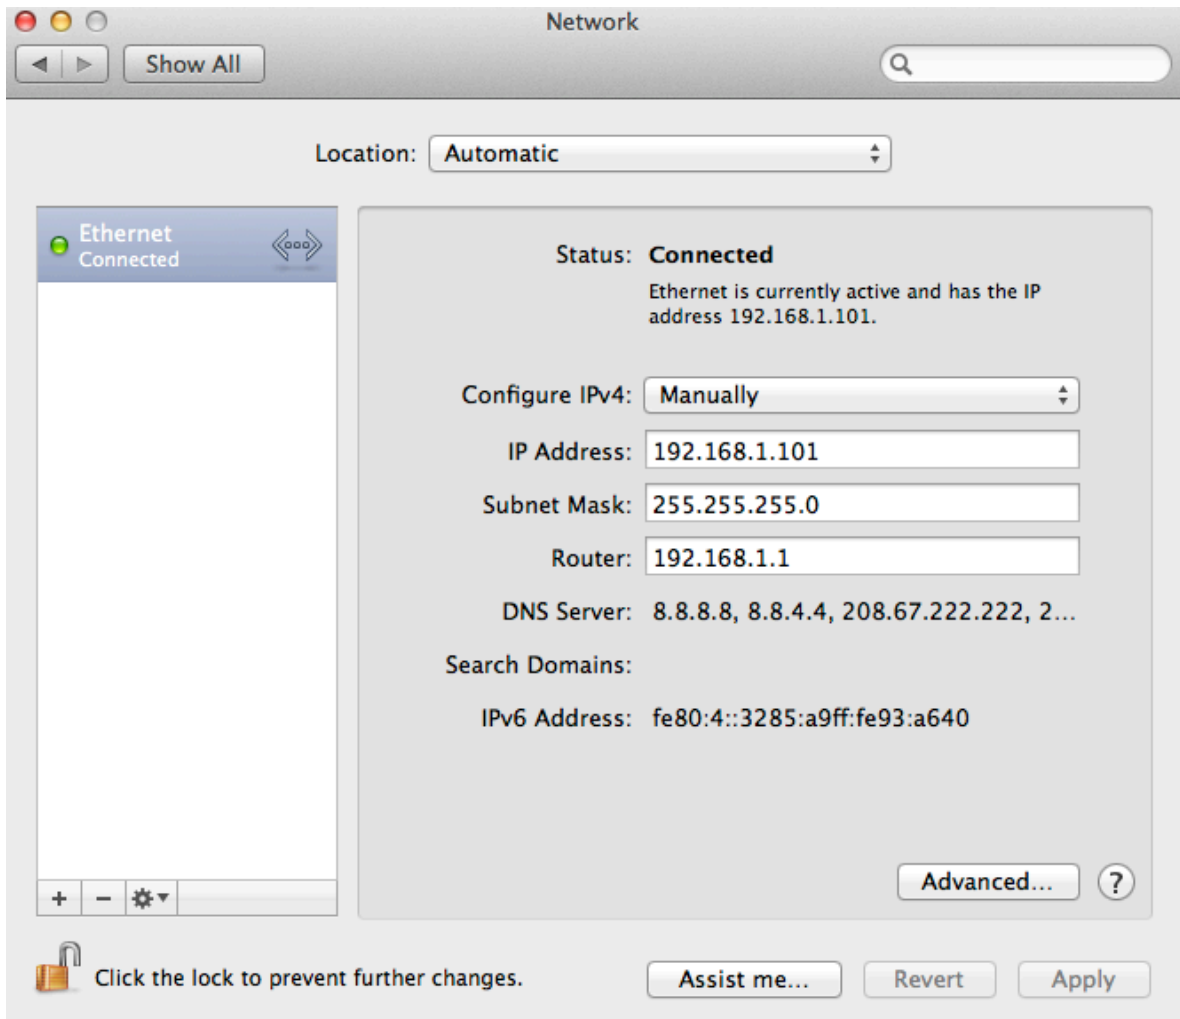 Network
Show All
Location: Automatic
Ethernet
Connected
Status: Connected
Ethernet is currently active and has the IP
address 192.168.1.101.
Configure IPv4: Manually
IP Address: 192.168.1.101
Subnet Mask: 255.255.255.0
Router: 192.168.1.1
DNS Server: 8.8.8.8, 8.8.4.4, 208.67.222.222, 2...
Search Domains:
IPv6 Address: fe80:4::3285:a9ff:fe93:a640
Advanced... ?
Click the lock to prevent further changes.
Assist me... Revert Apply